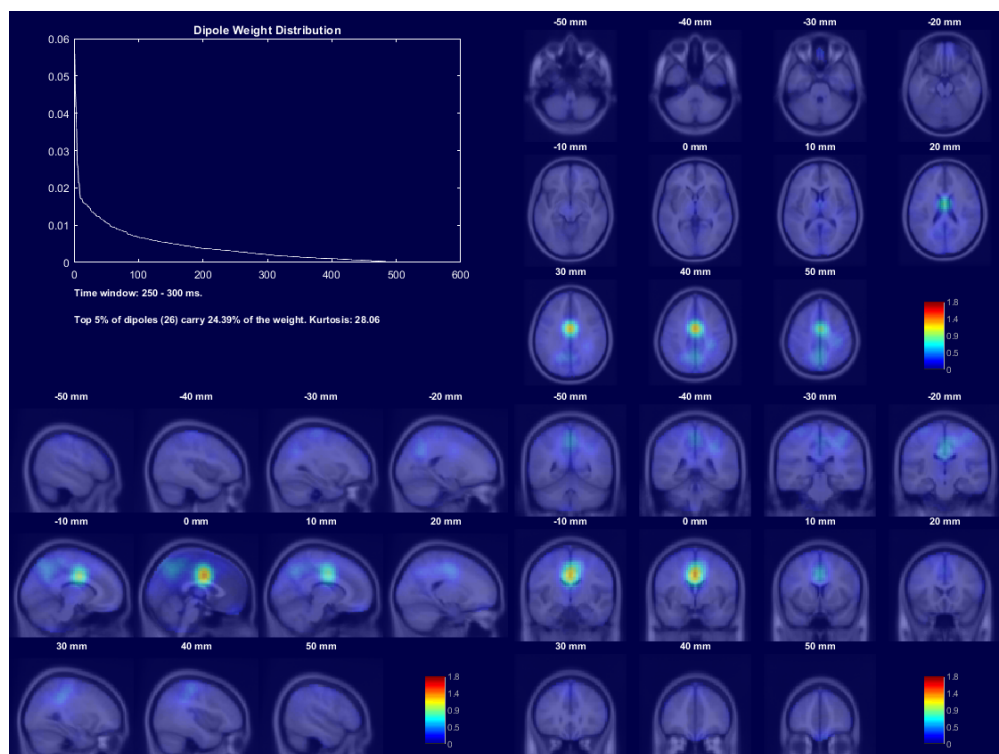 Dipole Weight Distribution
0.06
0.05
0.04
0.03
0.02
0.01
0
0 100 200 300 400 500 600
Time window: 250 - 300 ms.
Top 5% of dipoles (26) carry 24.39% of the weight. Kurtosis: 28.06
-50 mm -40 mm -30 mm -20 mm
-10 mm 0 mm 10 mm 20 mm
30 mm 40 mm 50 mm
1.8
1.4
0.9
0.5
0
-50 mm -40 mm -30 mm -20 mm
-10 mm 0 mm 10 mm 20 mm
30 mm 40 mm 50 mm
1.8
1.4
0.9
0.5
0
-50 mm -40 mm -30 mm -20 mm
-10 mm 0 mm 10 mm 20 mm
30 mm 40 mm 50 mm
1.8
1.4
0.9
0.5
0